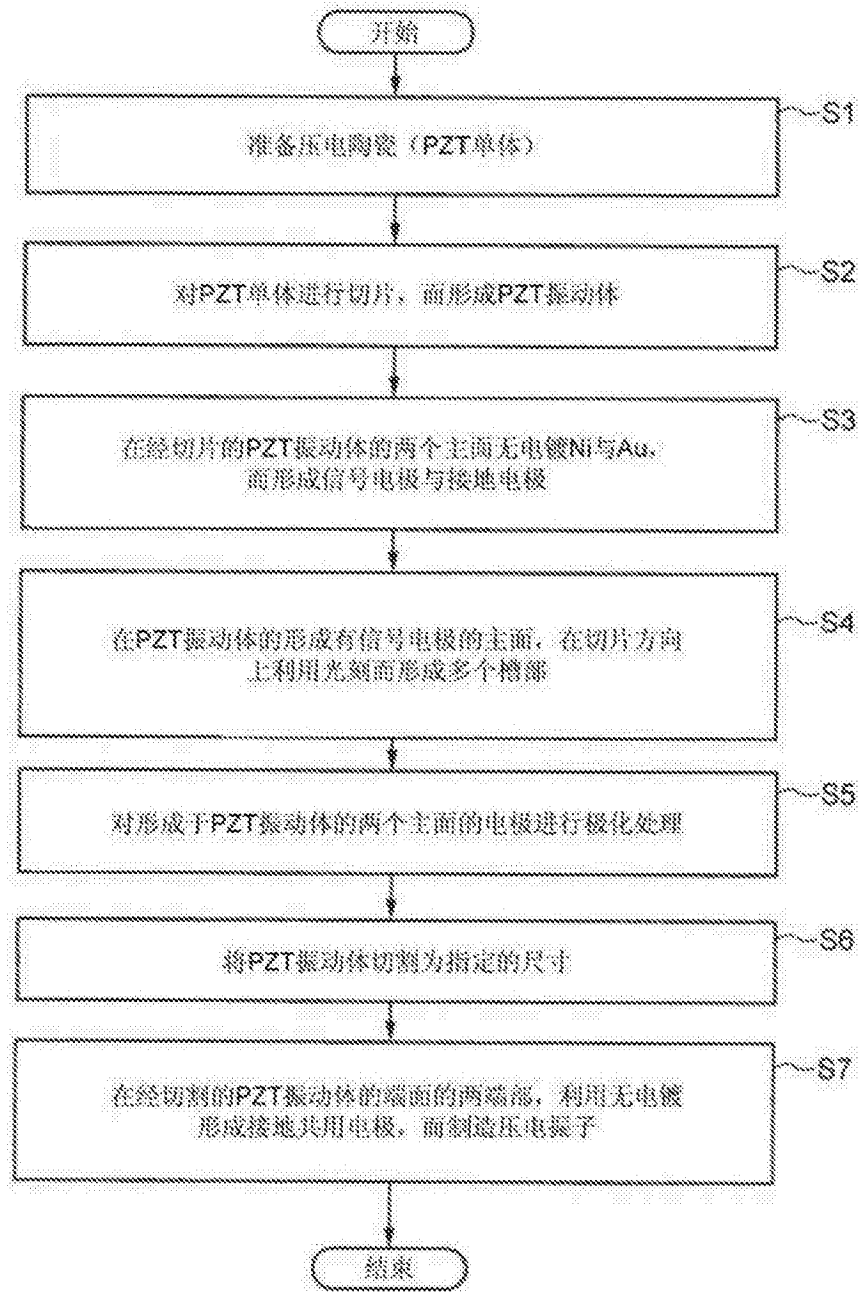 开始
准备压电陶瓷（PZT单体）
S1
对PZT单体进行切片，而形成PZT振动体
S2
在经切片的PZT振动体的两个主面无电镀Ni与Au，
而形成信号电极与接地电极
S3
在PZT振动体的形成有信号电极的主面，在切片方向
上利用光刻而形成多个槽部
S4
对形成于PZT振动体的两个主面的电极进行极化处理
S5
将PZT振动体切割为指定的尺寸
S6
在经切割的PZT振动体的端面的两端部，利用无电镀
形成接地共用电极，而制造压电振子
S7
结束